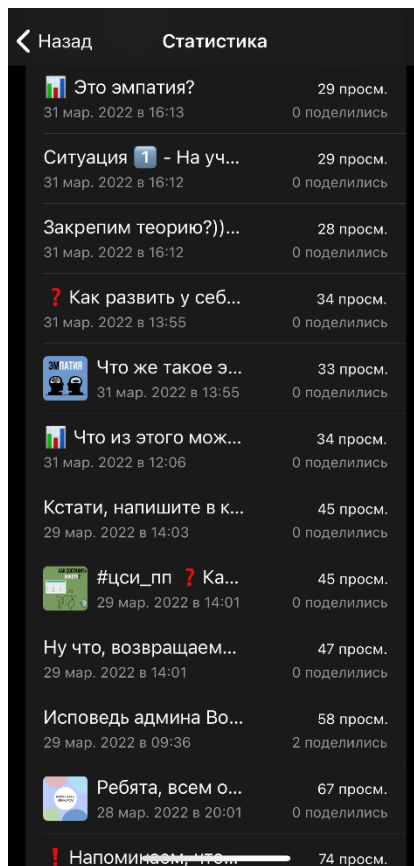 Назад
Статистика
Это эмпатия?
29 просм.
31 мар. 2022 в 16:13
0 поделились
Ситуация 1 - На уч...
29 просм.
31 мар. 2022 в 16:12
0 поделились
Закрепим теорию?))...
28 просм.
31 мар. 2022 в 16:12
0 поделились
❓ Как развить у себ...
34 просм.
31 мар. 2022 в 13:55
0 поделились
ЭМПАТИЯ
Что же такое э...
33 просм.
31 мар. 2022 в 13:55
0 поделились
Что из этого мож...
34 просм.
31 мар. 2022 в 12:06
0 поделились
Кстати, напишите в к...
45 просм.
29 мар. 2022 в 14:03
0 поделились
#цси_пп ❓ Ка...
45 просм.
29 мар. 2022 в 14:01
0 поделились
Ну что, возвращаем...
47 просм.
29 мар. 2022 в 14:01
0 поделились
Исповедь админа Во...
58 просм.
29 мар. 2022 в 09:36
2 поделились
Ребята, всем о...
67 просм.
28 мар. 2022 в 20:01
0 поделились
❗ Напоминаем, что...
74 просм.